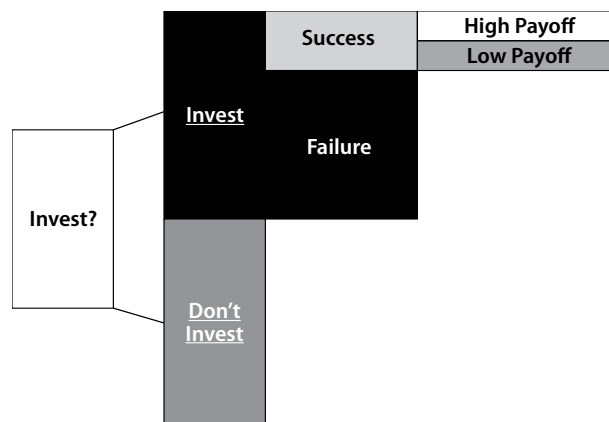 Success
High Payoff
Low Payoff
Invest
Failure
Invest?
Don't
Invest